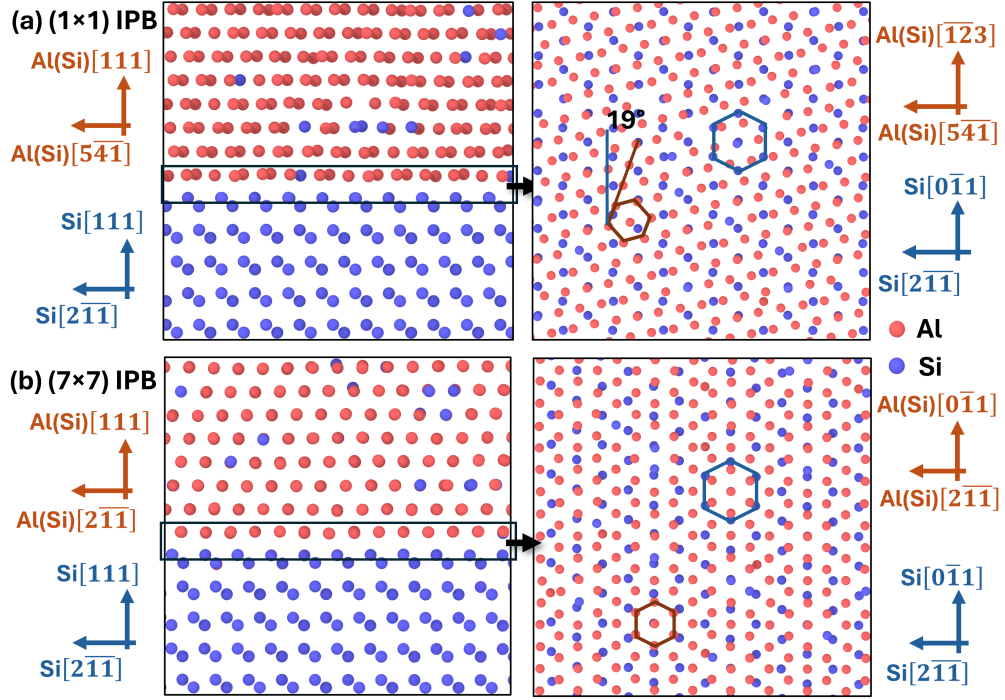 (a) (1×1) IPB
Al(Si)[111]
Al(Si)[54̅1̅]
Si[111]
Si[21̅1̅]
19°
Al(Si)[1̅2̅3]
Al(Si)[54̅1̅]
Si[01̅1]
Si[21̅1̅]
Al
Si
(b) (7×7) IPB
Al(Si)[111]
Al(Si)[21̅1̅]
Si[111]
Si[21̅1̅]
Al(Si)[01̅1]
Al(Si)[21̅1̅]
Si[01̅1]
Si[21̅1̅]